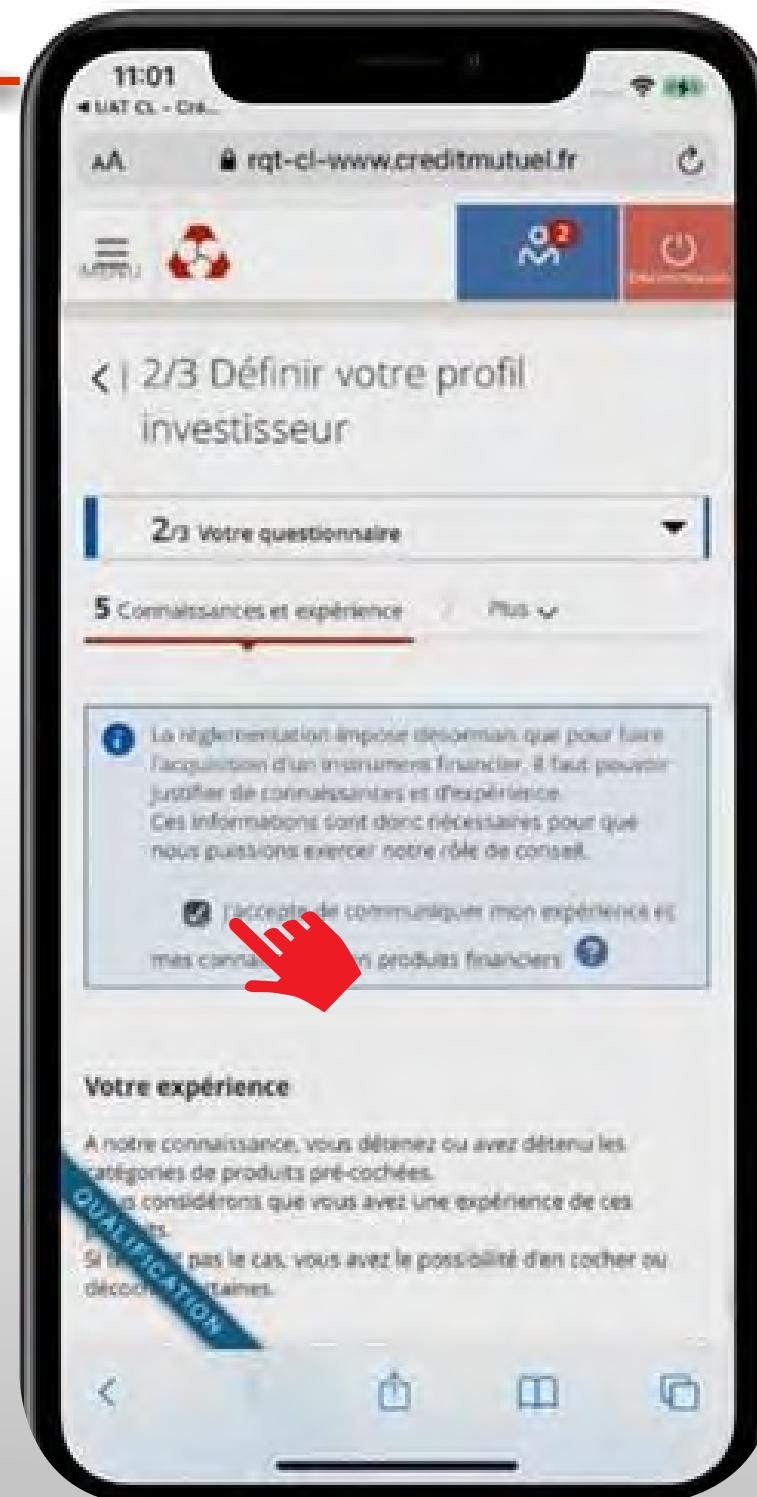 11:01
UAT CL - Cré...
AA rqt-cl-www.creditmutuel.fr
2
MENU
| 2/3 Définir votre profil
investisseur
2/3 Votre questionnaire
5 Connaissances et expérience Plus
La réglementation impose désormais que pour faire
l'acquisition d'un instrument financier, il faut pouvoir
justifier de connaissances et d'expérience.
Ces informations sont donc nécessaires pour que
nous puissions exercer notre rôle de conseil.
J'accepte de communiquer mon expérience et
mes produits financiers ?
Votre expérience
A notre connaissance, vous détenez ou avez détenu les
catégories de produits pré-cochées.
considérons que vous avez une expérience de ces
Si pas le cas, vous avez la possibilité d'en cocher ou
QUALIFICATION